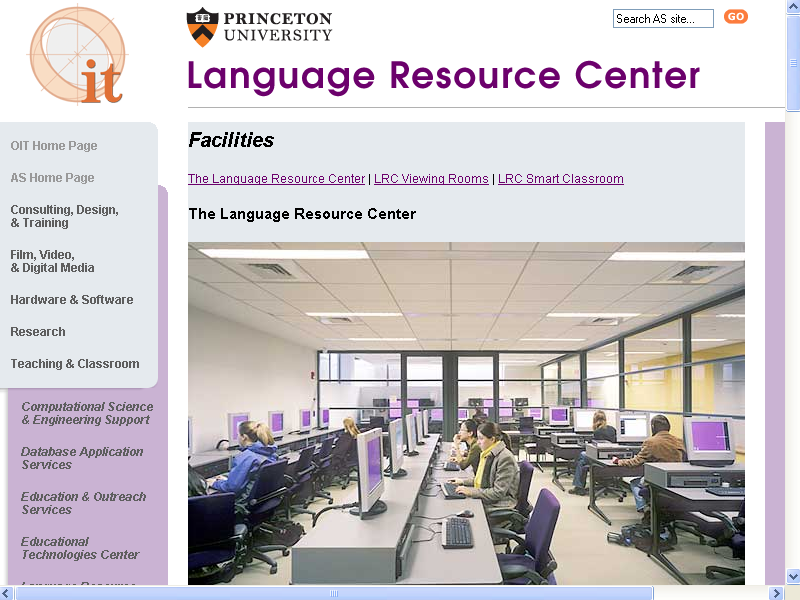 it
PRINCETON
UNIVERSITY
Search AS site...
GO
Language Resource Center
OIT Home Page
AS Home Page
Consulting, Design,
& Training
Film, Video,
& Digital Media
Hardware & Software
Research
Teaching & Classroom
Computational Science
& Engineering Support
Database Application
Services
Education & Outreach
Services
Educational
Technologies Center
Language Resource
Facilities
The Language Resource Center | LRC Viewing Rooms | LRC Smart Classroom
The Language Resource Center